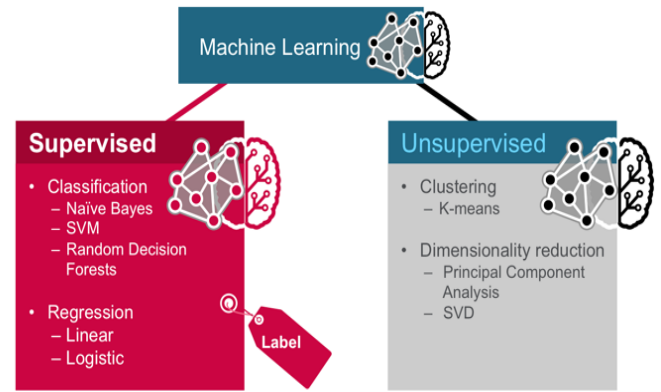 Machine Learning
Supervised
• Classification
– Naïve Bayes
– SVM
– Random Decision
Forests
• Regression
– Linear
– Logistic
Label
Unsupervised
• Clustering
– K-means
• Dimensionality reduction
– Principal Component
Analysis
– SVD